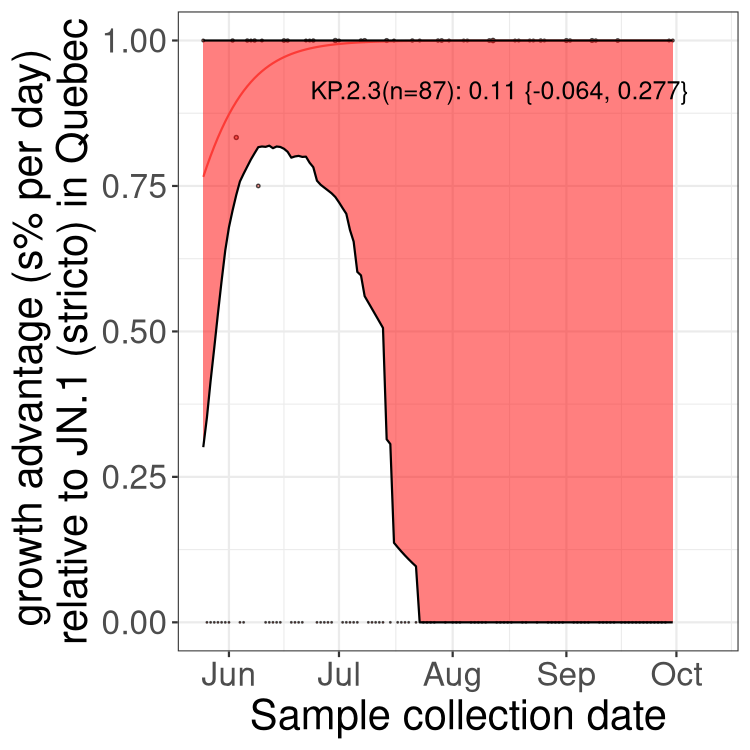 growth advantage (s% per day)
relative to JN.1 (stricto) in Quebec
1.00
0.75
0.50
0.25
0.00
KP.2.3(n=87): 0.11 {-0.064, 0.277}
Jun Jul Aug Sep Oct
Sample collection date